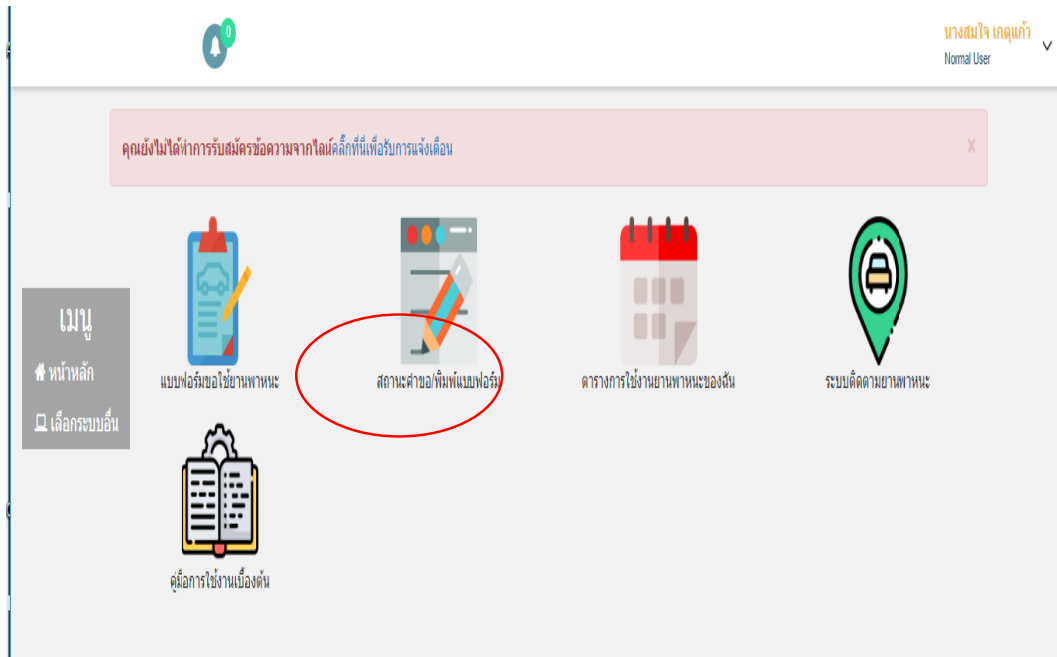 0
นางสมใจ เกดุแก้ว
Normal User
คุณยังไม่ได้ทำการรับสมัครข้อความจากไลน์คลิ๊กที่นี่เพื่อรับการแจ้งเตือน
x
เมนู
หน้าหลัก
เลือกระบบอื่น
แบบฟอร์มขอใช้ยานพาหนะ
สถานะคำขอ/พิมพ์แบบฟอร์ม
ตารางการใช้งานยานพาหนะของฉัน
ระบบติดตามยานพาหนะ
คู่มือการใช้งานเบื้องต้น